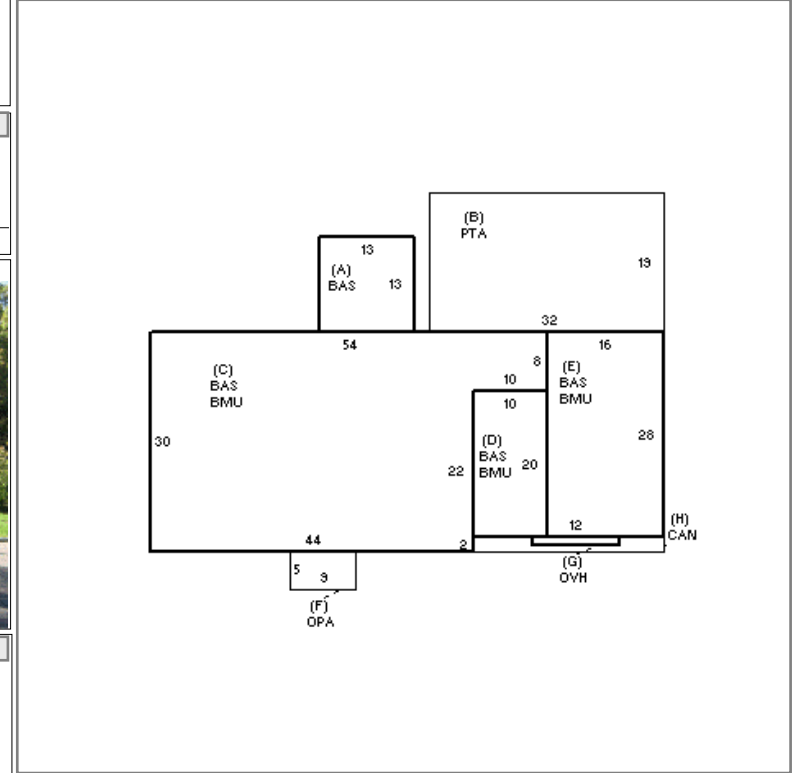 (B)
PTA
13
19
(A)
BAS
13
32
54
16
8
(E)
BAS
BMU
(C)
BAS
BMU
10
10
30
28
(D)
BAS
BMU
20
22
12
(H)
CAN
44
2
(G)
OVH
5
9
(F)
OPA